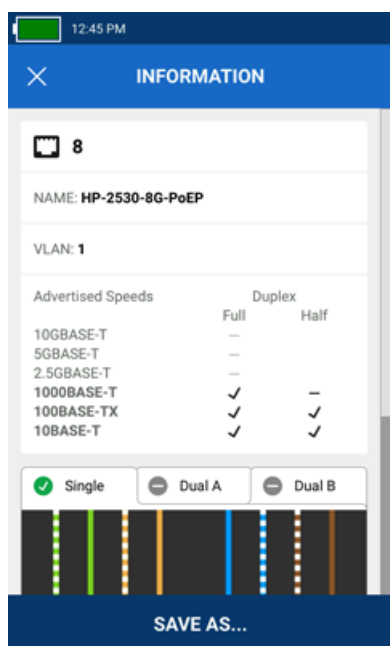 12:45 PM
INFORMATION
8
NAME: HP-2530-8G-PoEP
VLAN: 1
Advertised Speeds Duplex
Full Half
10GBASE-T –
5GBASE-T –
2.5GBASE-T –
1000BASE-T ✓ –
100BASE-TX ✓ ✓
10BASE-T ✓ ✓
Single Dual A Dual B
SAVE AS...